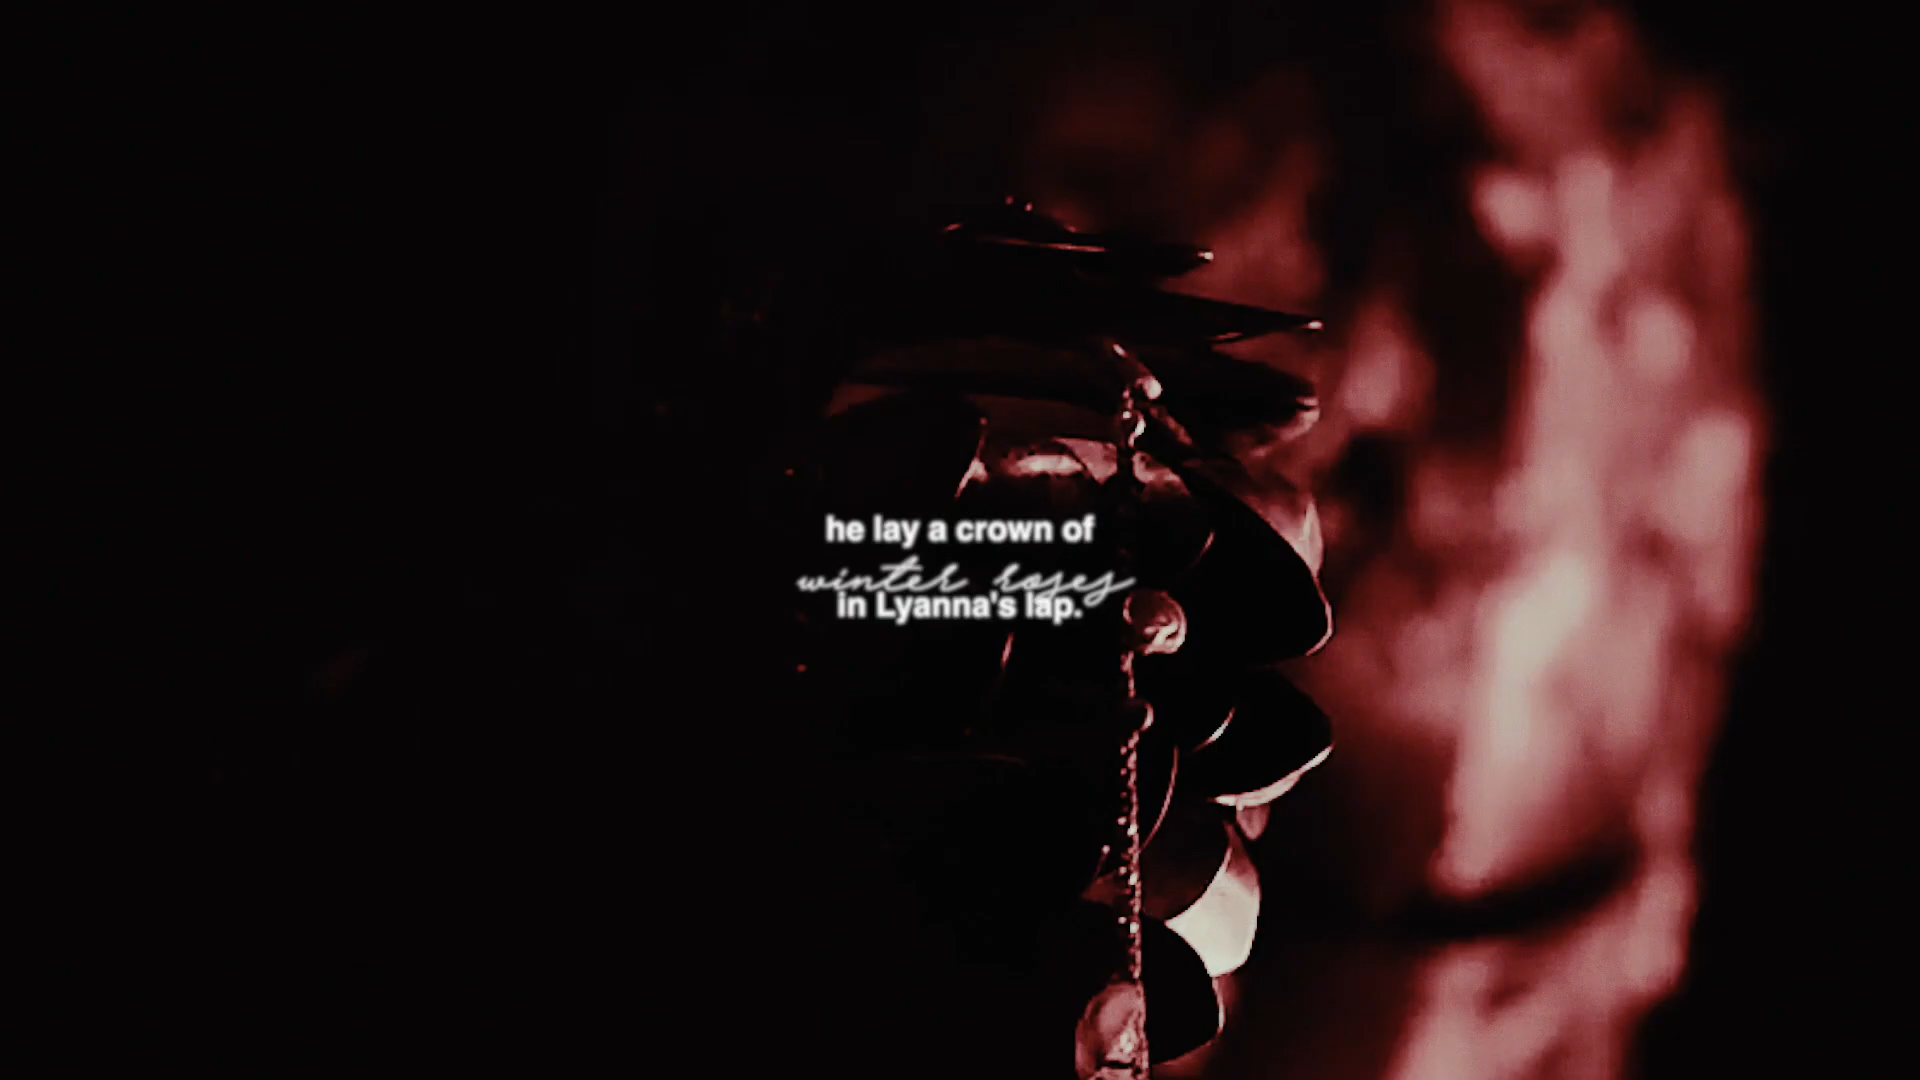 he lay a crown of
winter roses
in Lyanna's lap.